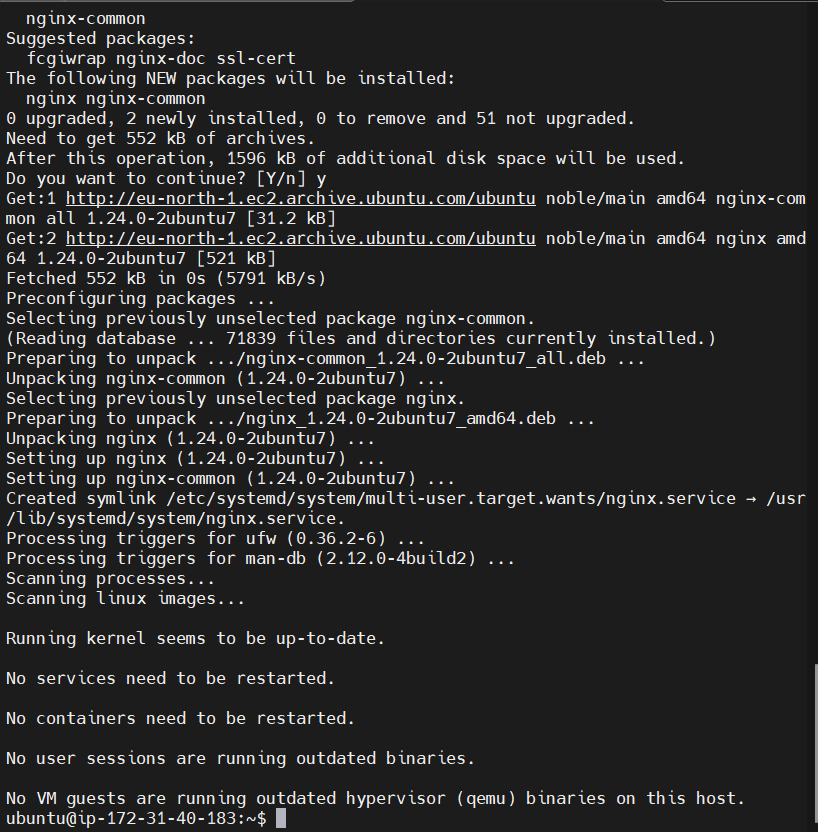 nginx-common
Suggested packages:
fcgiwrap nginx-doc ssl-cert
The following NEW packages will be installed:
nginx nginx-common
0 upgraded, 2 newly installed, 0 to remove and 51 not upgraded.
Need to get 552 kB of archives.
After this operation, 1596 kB of additional disk space will be used.
Do you want to continue? [Y/n] y
Get:1 http://eu-north-1.ec2.archive.ubuntu.com/ubuntu noble/main amd64 nginx-com
mon all 1.24.0-2ubuntu7 [31.2 kB]
Get:2 http://eu-north-1.ec2.archive.ubuntu.com/ubuntu noble/main amd64 nginx amd
64 1.24.0-2ubuntu7 [521 kB]
Fetched 552 kB in 0s (5791 kB/s)
Preconfiguring packages ...
Selecting previously unselected package nginx-common.
(Reading database ... 71839 files and directories currently installed.)
Preparing to unpack .../nginx-common_1.24.0-2ubuntu7_all.deb ...
Unpacking nginx-common (1.24.0-2ubuntu7) ...
Selecting previously unselected package nginx.
Preparing to unpack .../nginx_1.24.0-2ubuntu7_amd64.deb ...
Unpacking nginx (1.24.0-2ubuntu7) ...
Setting up nginx (1.24.0-2ubuntu7) ...
Setting up nginx-common (1.24.0-2ubuntu7) ...
Created symlink /etc/systemd/system/multi-user.target.wants/nginx.service → /usr
/lib/systemd/system/nginx.service.
Processing triggers for ufw (0.36.2-6) ...
Processing triggers for man-db (2.12.0-4build2) ...
Scanning processes...
Scanning linux images...
Running kernel seems to be up-to-date.
No services need to be restarted.
No containers need to be restarted.
No user sessions are running outdated binaries.
No VM guests are running outdated hypervisor (qemu) binaries on this host.
ubuntu@ip-172-31-40-183:~$